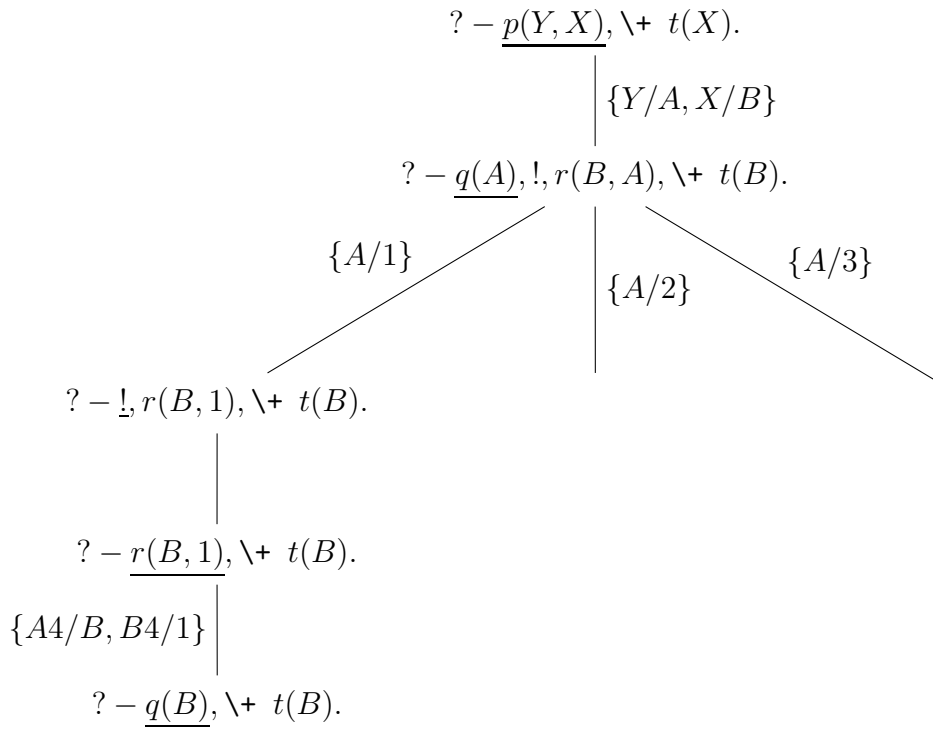 ? − p(Y, X), \+ t(X).
{Y/A, X/B}
? − q(A), !, r(B, A), \+ t(B).
{A/1}
{A/2}
{A/3}
? − !, r(B, 1), \+ t(B).
? − r(B, 1), \+ t(B).
{A4/B, B4/1}
? − q(B), \+ t(B).